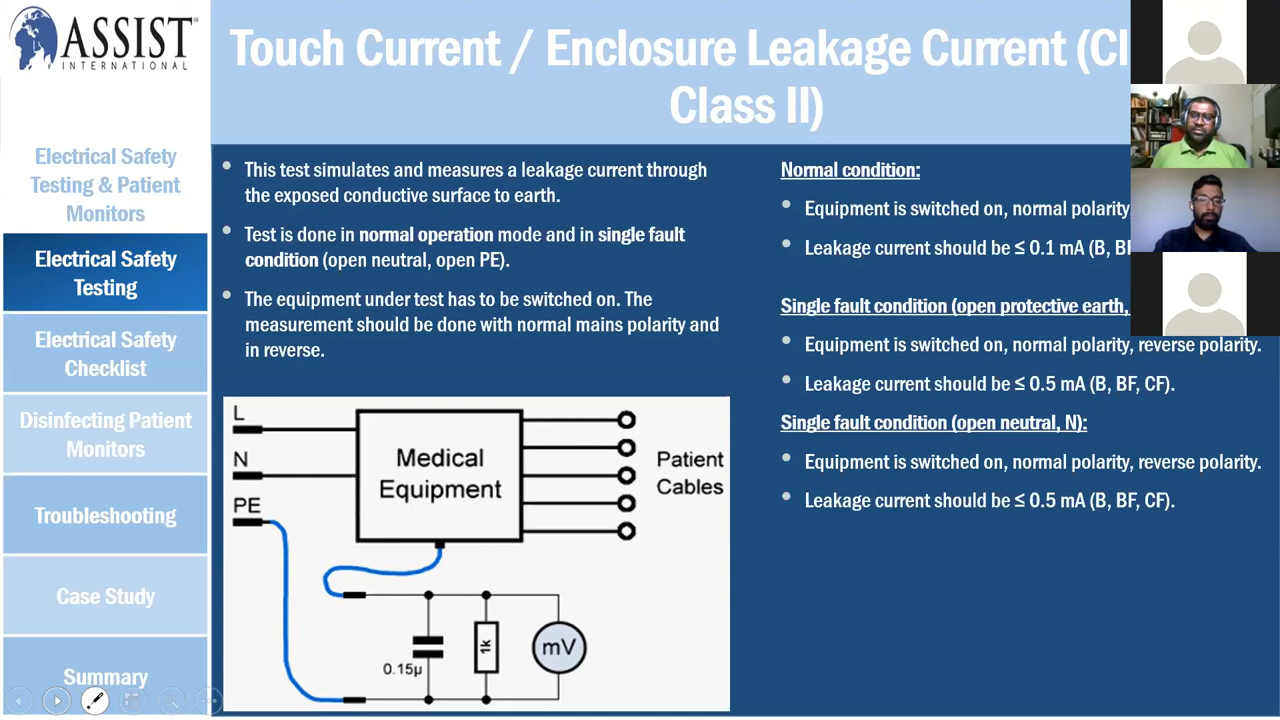 ASSIST
INTERNATIONAL
Touch Current / Enclosure Leakage Current (Cl
Class II)
Electrical Safety
Testing & Patient
Monitors
Electrical Safety
Testing
Electrical Safety
Checklist
Disinfecting Patient
Monitors
Troubleshooting
Case Study
Summary
• This test simulates and measures a leakage current through
the exposed conductive surface to earth.
• Test is done in normal operation mode and in single fault
condition (open neutral, open PE).
• The equipment under test has to be switched on. The
measurement should be done with normal mains polarity and
in reverse.
L
N
PE
Medical
Equipment
Patient
Cables
0.15µ
1k
mV
Normal condition:
• Equipment is switched on, normal polarity,
• Leakage current should be ≤ 0.1 mA (B,
Single fault condition (open protective earth,
• Equipment is switched on, normal polarity, reverse polarity.
• Leakage current should be ≤ 0.5 mA (B, BF, CF).
Single fault condition (open neutral, N):
• Equipment is switched on, normal polarity, reverse polarity.
• Leakage current should be ≤ 0.5 mA (B, BF, CF).